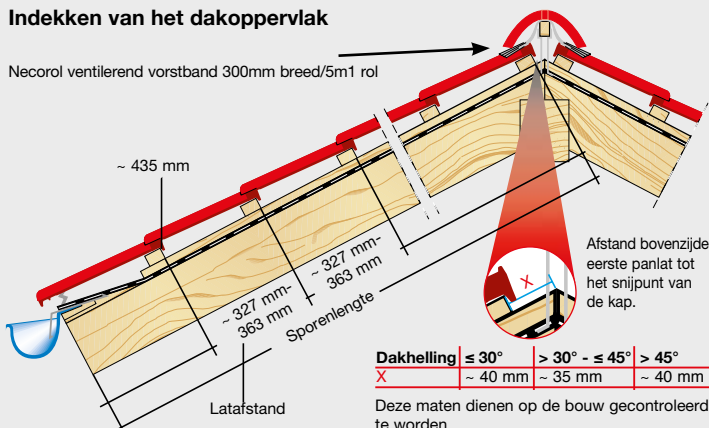 Indekken van het dakoppervlak
Necorol ventilerend vorstband 300mm breed/5m1 rol
~ 435 mm
~ 327 mm-
363 mm
~ 327 mm-
363 mm
Sporenlengte
Latafstand
X
Afstand bovenzijde
eerste panlat tot
het snijpunt van
de kap.
Dakhelling ≤ 30° > 30° - ≤ 45° > 45°
X ~ 40 mm ~ 35 mm ~ 40 mm
Deze maten dienen op de bouw gecontroleerd
te worden